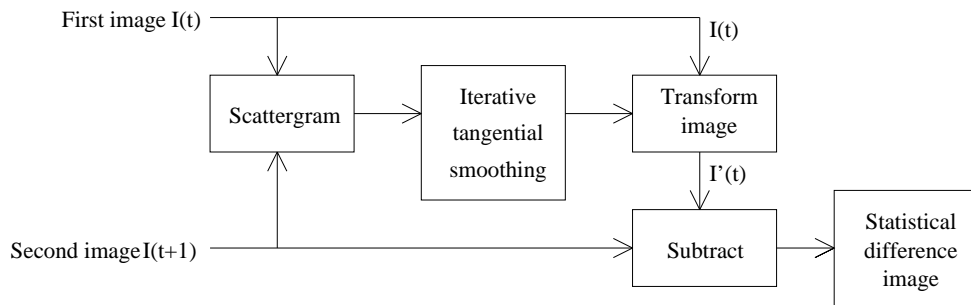 First image I(t)
I(t)
Scattergram
Iterative
tangential
smoothing
Transform
image
I’(t)
Second image I(t+1)
Subtract
Statistical
difference
image